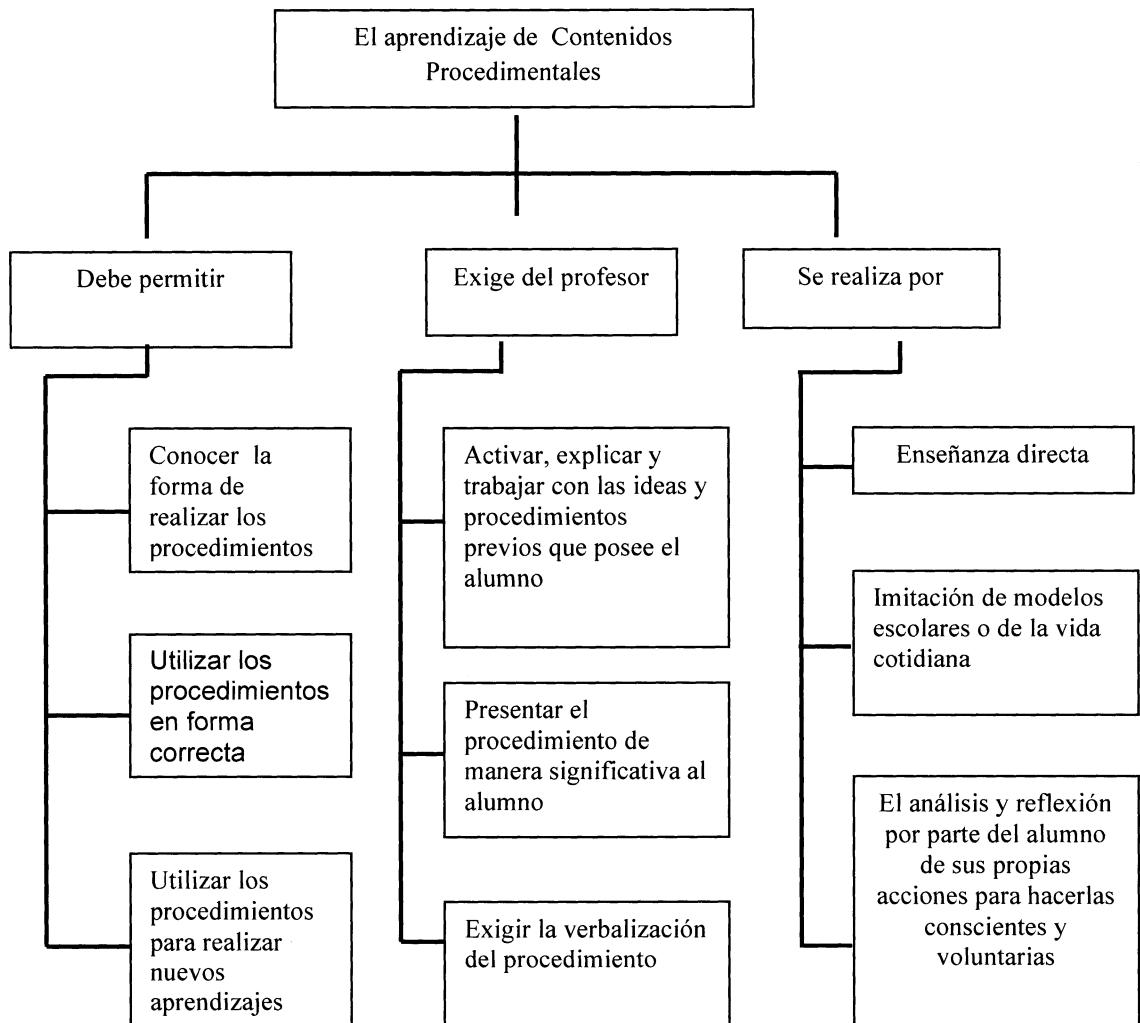 El aprendizaje de Contenidos
Procedimentales
Debe permitir
Exige del profesor
Se realiza por
Conocer la
forma de
realizar los
procedimientos
Utilizar los
procedimientos
en forma
correcta
Utilizar los
procedimientos
para realizar
nuevos
aprendizajes
Activar, explicar y
trabajar con las ideas y
procedimientos
previos que posee el
alumno
Presentar el
procedimiento de
manera significativa al
alumno
Exigir la verbalización
del procedimiento
Enseñanza directa
Imitación de modelos
escolares o de la vida
cotidiana
El análisis y reflexión
por parte del alumno
de sus propias
acciones para hacerlas
conscientes y
voluntarias